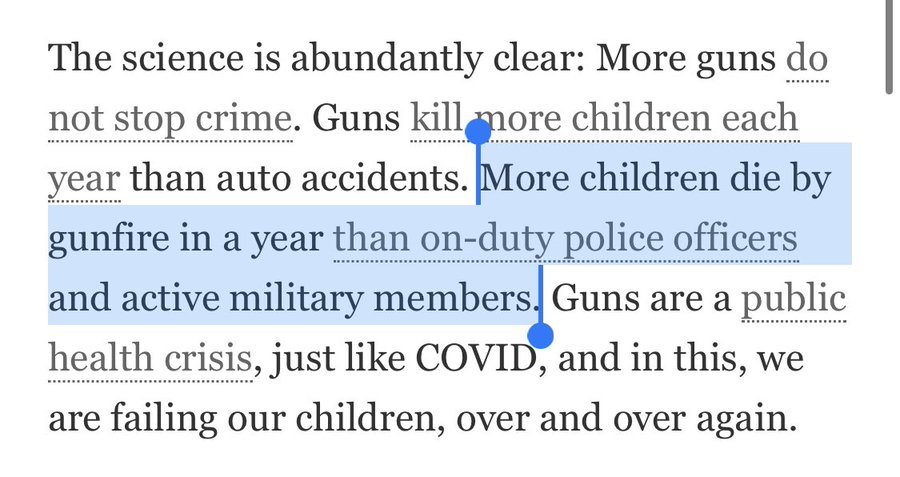 The science is abundantly clear: More guns do
not stop crime. Guns kill more children each
year than auto accidents. More children die by
gunfire in a year than on-duty police officers
and active military members. Guns are a public
health crisis, just like COVID, and in this, we
are failing our children, over and over again.